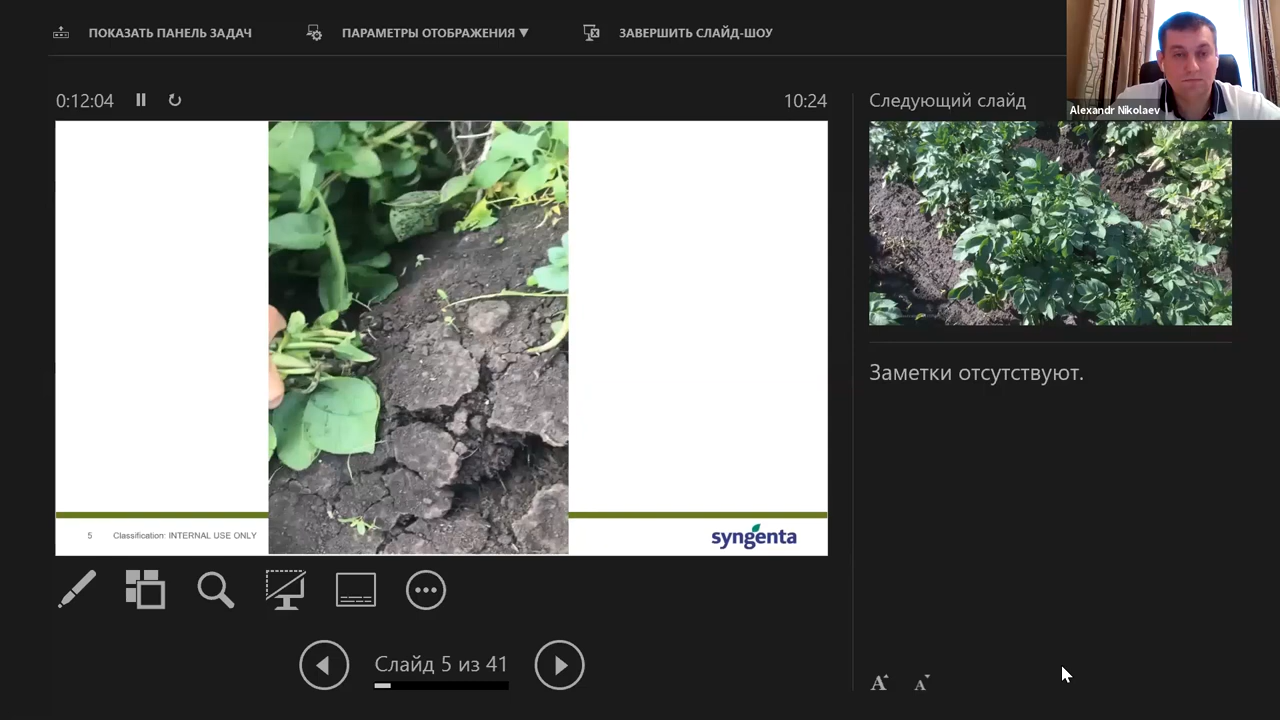 ПОКАЗАТЬ ПАНЕЛЬ ЗАДАЧ
ПАРАМЕТРЫ ОТОБРАЖЕНИЯ ▼
ЗАВЕРШИТЬ СЛАЙД-ШОУ
Alexandr Nikolaev
0:12:04
10:24
Следующий слайд
Заметки отсутствуют.
5 Classification: INTERNAL USE ONLY
syngenta
Слайд 5 из 41
A A